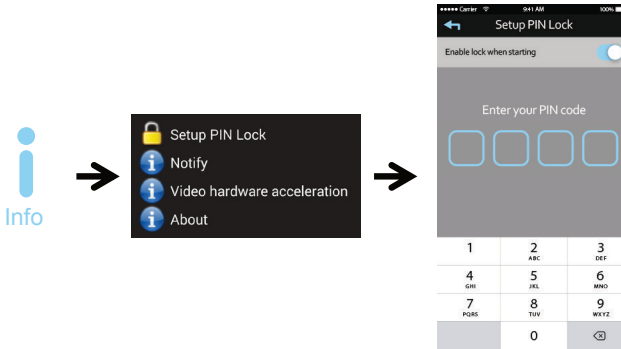 Info
Setup PIN Lock
Notify
Video hardware acceleration
About
Carrier 9:41 AM 100%
Setup PIN Lock
Enable lock when starting
Enter your PIN code
1 2 3
ABC DEF
4 5 6
GHI JKL MNO
7 8 9
PQRS TUV WXYZ
0